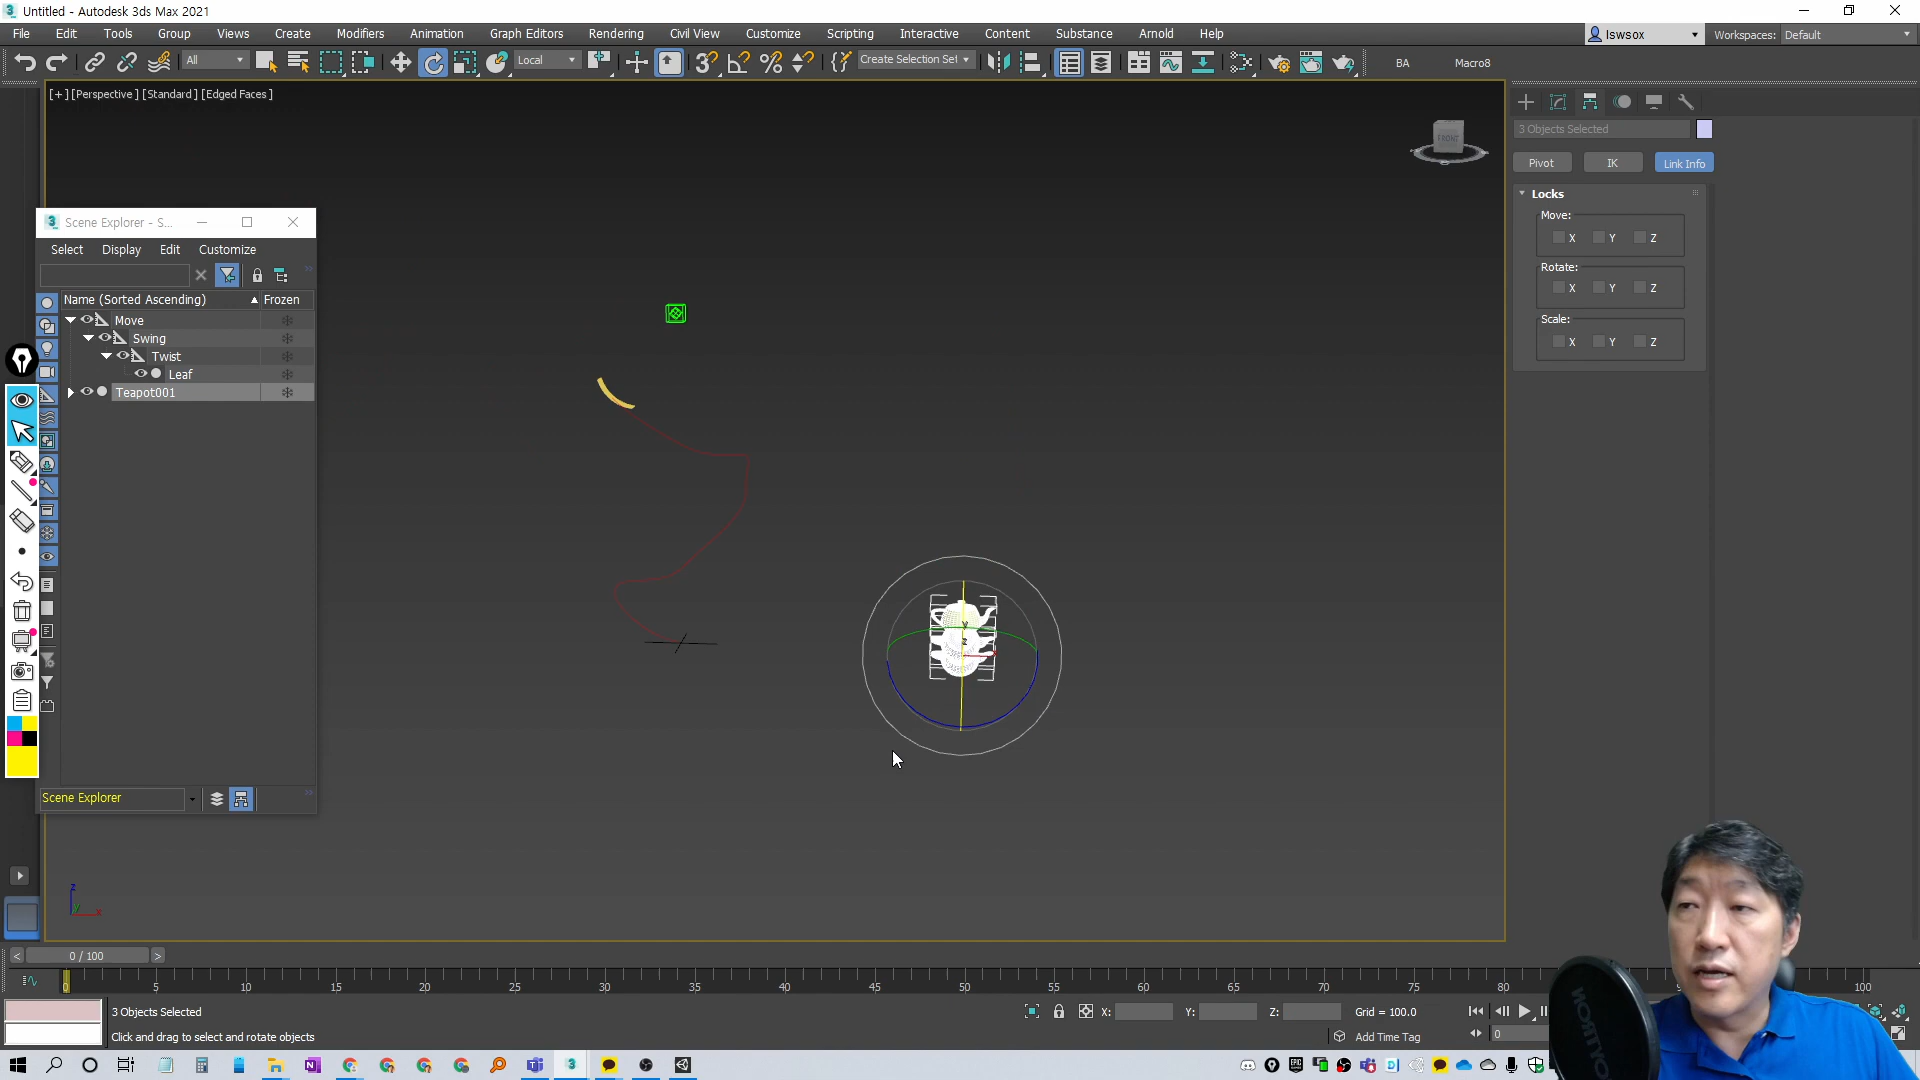 Untitled - Autodesk 3ds Max 2021
File Edit Tools Group Views Create Modifiers Animation Graph Editors Rendering Civil View Customize Scripting Interactive Content Substance Arnold Help
lswsox Workspaces: Default
All Local Create Selection Set BA Macro8
[+] [Perspective ] [Standard ] [Edged Faces ]
FRONT
3 Objects Selected
Pivot IK Link Info
Locks
Move:
X Y Z
Rotate:
X Y Z
Scale:
X Y Z
Scene Explorer - S...
Select Display Edit Customize
Name (Sorted Ascending) Frozen
Move
Swing
Twist
Leaf
Teapot001
Scene Explorer
z
y
x
y
z
x
0 / 100
0 5 10 15 20 25 30 35 40 45 50 55 60 65 70 75 80 100
3 Objects Selected
X: Y: Z: Grid = 100.0
Click and drag to select and rotate objects
Add Time Tag
0